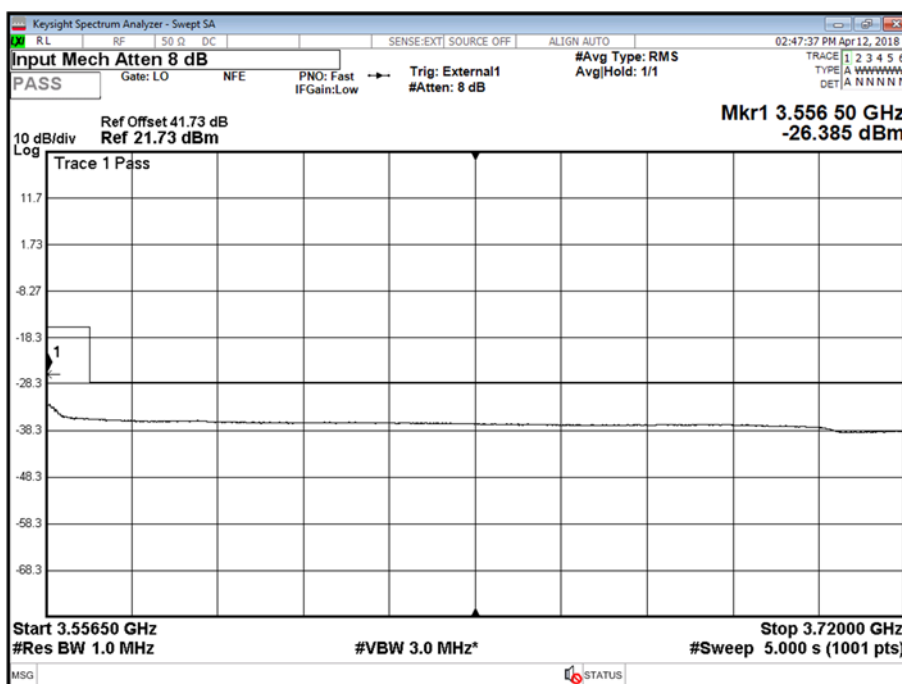 Keysight Spectrum Analyzer - Swept SA
LXI RL RF 50 Ω DC SENSE:EXT SOURCE OFF ALIGN AUTO 02:47:37 PM Apr 12, 2018
Input Mech Atten 8 dB
PASS
Gate: LO NFE
PNO: Fast
IFGain:Low
Trig: External1
#Atten: 8 dB
#Avg Type: RMS
Avg|Hold: 1/1
TRACE 1 2 3 4 5 6
TYPE A WWWWW
DET A N N N N N
Mkr1 3.556 50 GHz
-26.385 dBm
Ref Offset 41.73 dB
10 dB/div Ref 21.73 dBm
Log
Trace 1 Pass
11.7
1.73
-8.27
-18.3
1
-28.3
-38.3
-48.3
-58.3
-68.3
Start 3.55650 GHz Stop 3.72000 GHz
#Res BW 1.0 MHz #VBW 3.0 MHz* #Sweep 5.000 s (1001 pts)
MSG STATUS